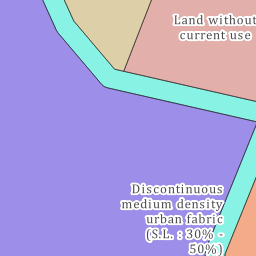 Land without
current use
Discontinuous
medium density
urban fabric
(S.L. : 30% -
50%)